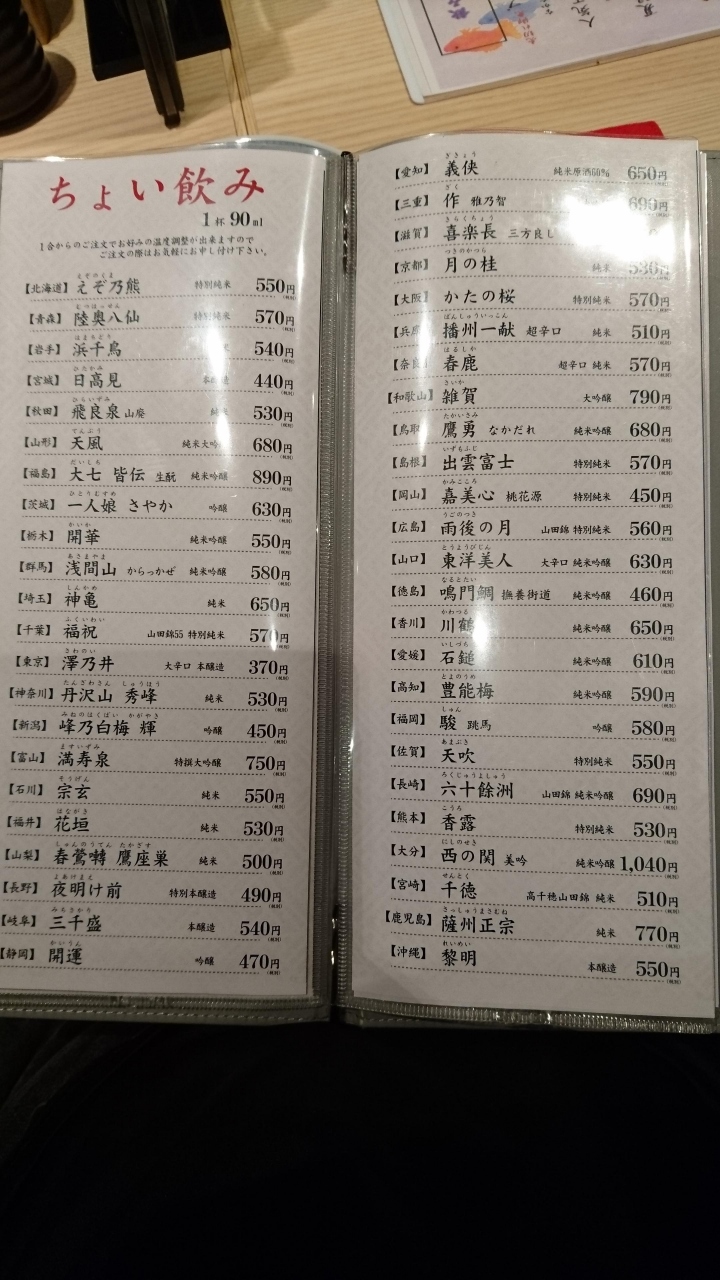 ちょい飲み
1杯 90ml
1合からのご注文でお好みの温度調整が出来ますので
ご注文の際はお気軽にお申し付け下さい。
【北海道】 えぞ乃熊 特別純米 550円
【青森】 陸奥八仙 特別純米 570円
【岩手】 浜千鳥 540円
【宮城】 日高見 440円
【秋田】 飛良泉 山廃 530円
【山形】 天風 純米大吟 680円
【福島】 大七 皆伝 生酛 純米吟醸 890円
【茨城】 一人娘 さやか 吟醸 630円
【栃木】 開華 純米吟醸 550円
【群馬】 浅間山 からっかぜ 純米吟醸 580円
【埼玉】 神亀 純米 650円
【千葉】 福祝 山田錦55 特別純米 570円
【東京】 澤乃井 大辛口 本醸造 370円
【神奈川】 丹沢山 秀峰 純米 530円
【新潟】 峰乃白梅 輝 吟醸 450円
【富山】 満寿泉 特撰大吟醸 750円
【石川】 宗玄 純米 550円
【福井】 花垣 純米 530円
【山梨】 春鶯囀 鷹座巣 純米 500円
【長野】 夜明け前 特別本醸造 490円
【岐阜】 三千盛 本醸造 540円
【静岡】 開運 吟醸 470円
【愛知】 義侠 純米原酒60% 650円
【三重】 作 雅乃智 690円
【滋賀】 喜楽長 三方良し
【京都】 月の桂 純米 530円
【大阪】 かたの桜 特別純米 570円
【兵庫】 播州一献 超辛口 純米 510円
【奈良】 春鹿 超辛口 純米 570円
【和歌山】 雑賀 大吟醸 790円
【鳥取】 鷹勇 なかだれ 純米吟醸 680円
【島根】 出雲富士 特別純米 570円
【岡山】 嘉美心 桃花源 特別純米 450円
【広島】 雨後の月 山田錦 特別純米 560円
【山口】 東洋美人 大辛口 純米吟醸 630円
【徳島】 鳴門鯛 撫養街道 純米吟醸 460円
【香川】 川鶴 純米吟醸 650円
【愛媛】 石鎚 純米吟醸 610円
【高知】 豊能梅 純米吟醸 590円
【福岡】 駿 跳馬 吟醸 580円
【佐賀】 天吹 特別純米 550円
【長崎】 六十餘洲 山田錦 純米吟醸 690円
【熊本】 香露 特別純米 530円
【大分】 西の関 美吟 純米吟醸 1,040円
【宮崎】 千徳 高千穂山田錦 純米 510円
【鹿児島】 薩州正宗 純米 770円
【沖縄】 黎明 本醸造 550円